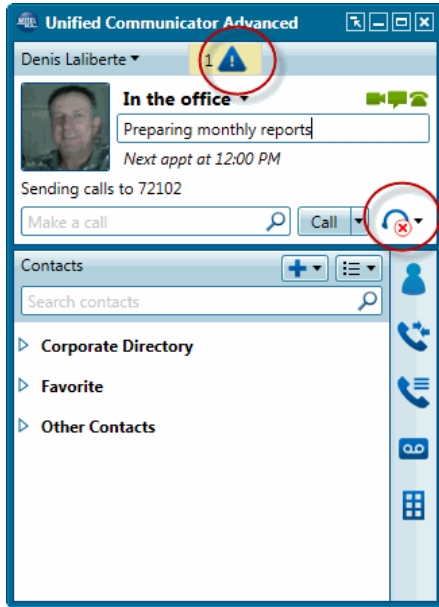 Unified Communicator Advanced
Denis Laliberte
1
In the office
Preparing monthly reports
Next appt at 12:00 PM
Sending calls to 72102
Make a call
Call
Contacts
Search contacts
Corporate Directory
Favorite
Other Contacts